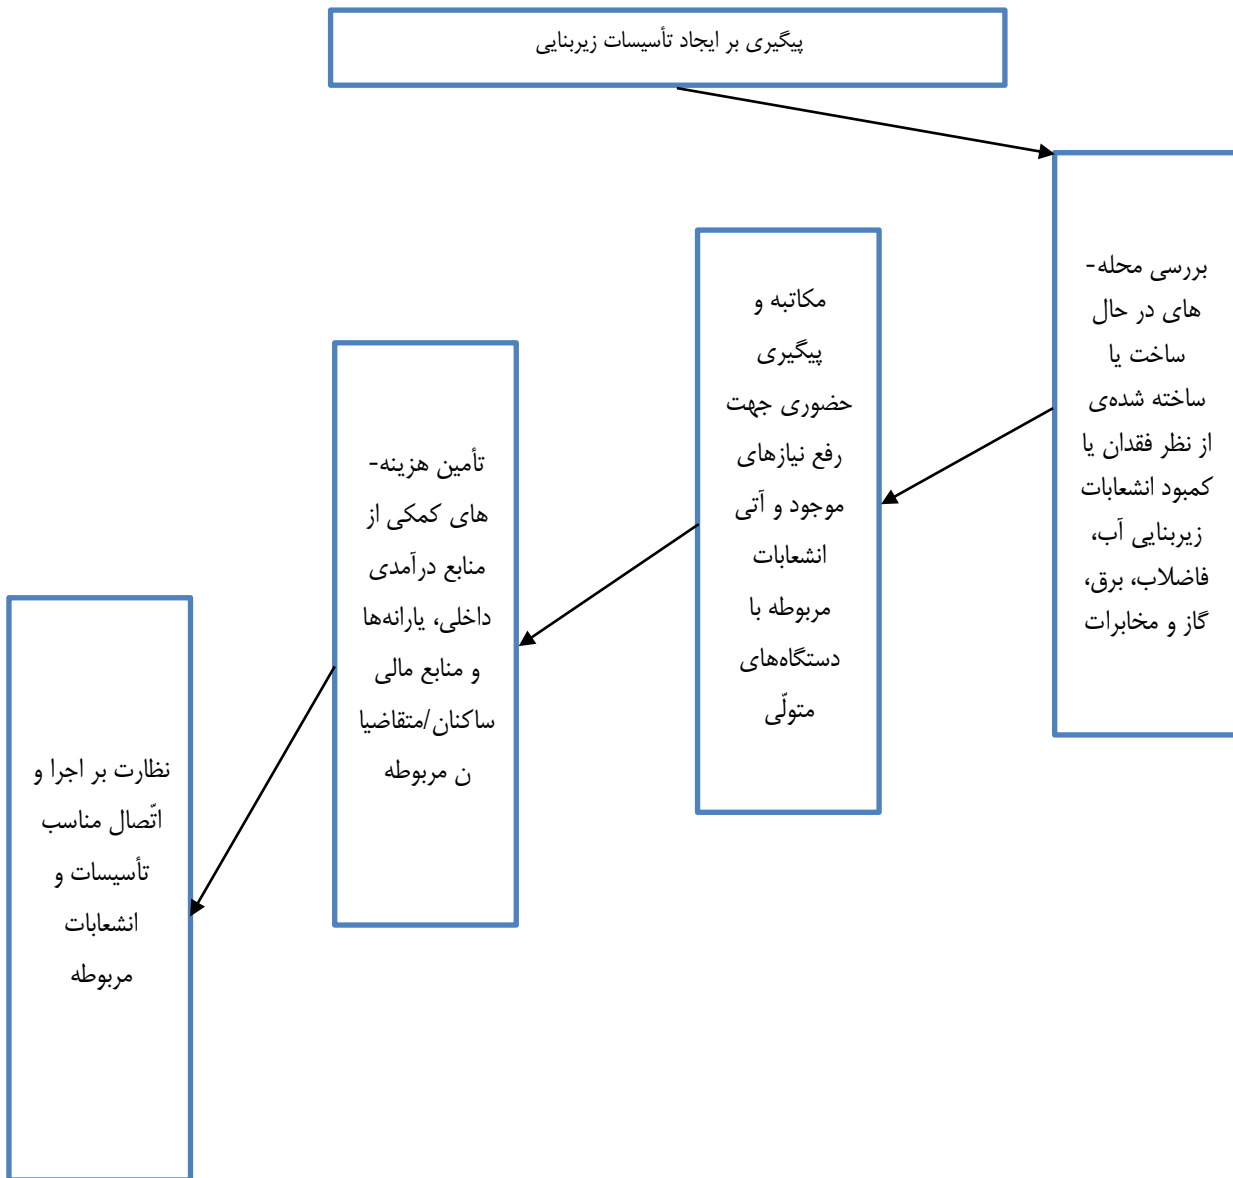 پیگیری بر ایجاد تأسیسات زیربنایی
بررسی محله-
های در حال
ساخت یا
ساخته شده‌ی
از نظر فقدان یا
کمبود انشعابات
زیربنایی آب،
فاضلاب، برق،
گاز و مخابرات
مکاتبه و
پیگیری
حضوری جهت
رفع نیازهای
موجود و آتی
انشعابات
مربوطه با
دستگاه‌های
متولّی
تأمین هزینه-
های کمکی از
منابع درآمدی
داخلی، یارانه‌ها
و منابع مالی
ساکنان/متقاضیا
ن مربوطه
نظارت بر اجرا و
اتّصال مناسب
تأسیسات و
انشعابات
مربوطه